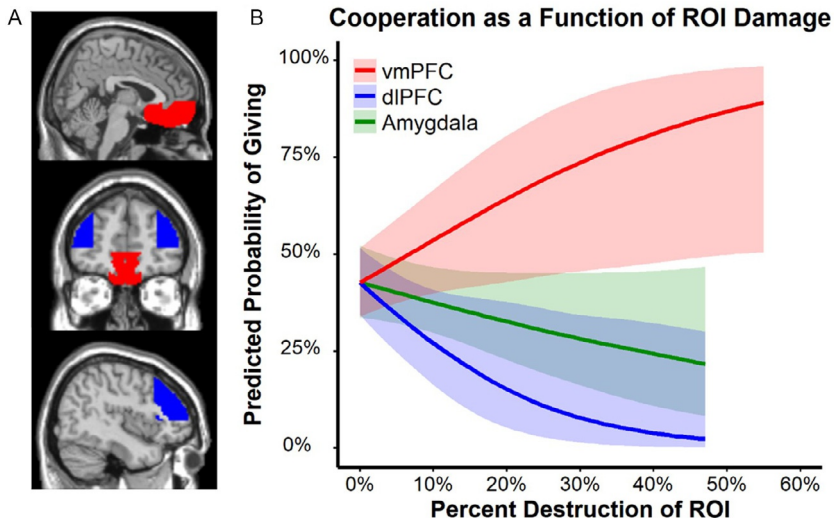 A
B
Cooperation as a Function of ROI Damage
Predicted Probability of Giving
100%
75%
50%
25%
0%
vmPFC
dlPFC
Amygdala
0%
10%
20%
30%
40%
50%
60%
Percent Destruction of ROI